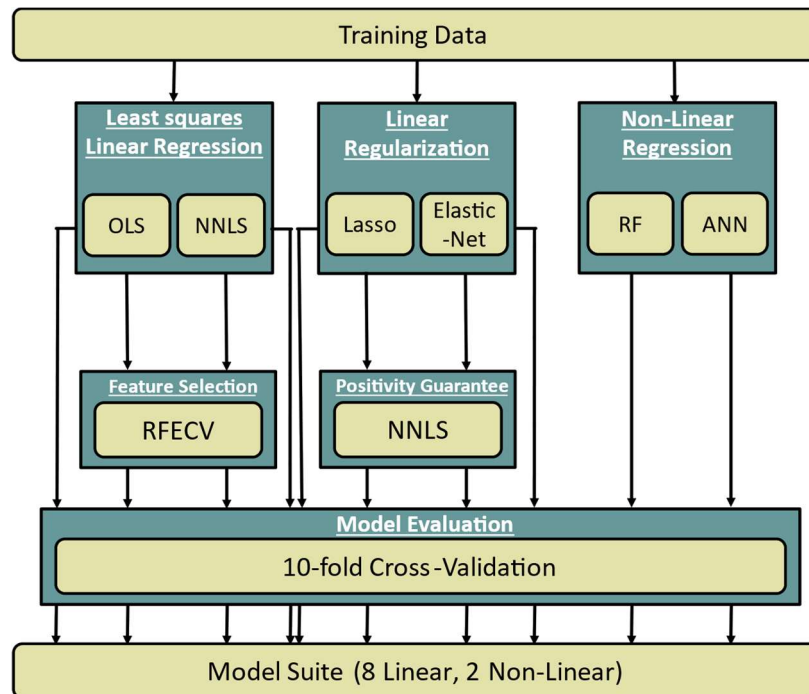 Training Data
Least squares
Linear Regression
OLS
NNLS
Linear
Regularization
Lasso
Elastic
-Net
Non-Linear
Regression
RF
ANN
Feature Selection
RFECV
Positivity Guarantee
NNLS
Model Evaluation
10-fold Cross-Validation
Model Suite (8 Linear, 2 Non-Linear)